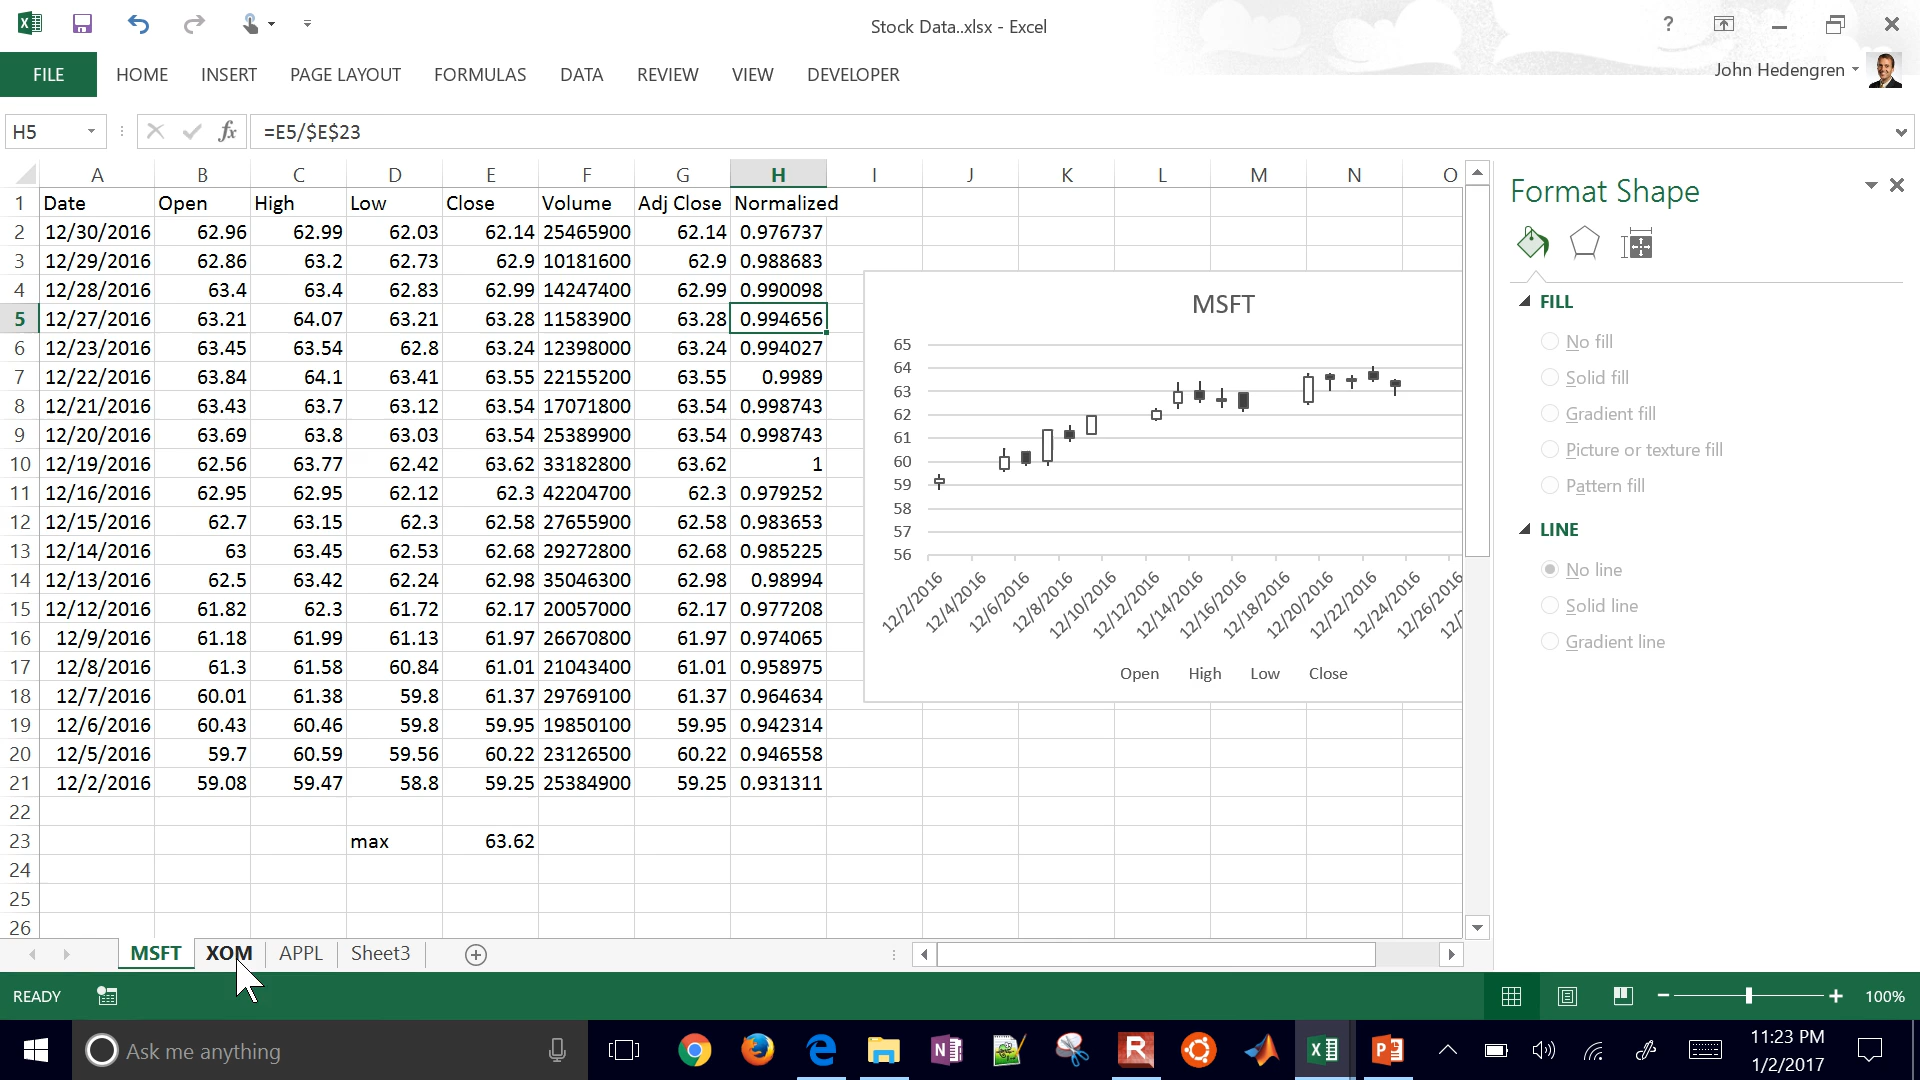 Stock Data..xlsx - Excel
?
FILE HOME INSERT PAGE LAYOUT FORMULAS DATA REVIEW VIEW DEVELOPER
John Hedengren
H5 fx =E5/$E$23
A B C D E F G H I J K L M N O
1 Date Open High Low Close Volume Adj Close Normalized
2 12/30/2016 62.96 62.99 62.03 62.14 25465900 62.14 0.976737
3 12/29/2016 62.86 63.2 62.73 62.9 10181600 62.9 0.988683
4 12/28/2016 63.4 63.4 62.83 62.99 14247400 62.99 0.990098
5 12/27/2016 63.21 64.07 63.21 63.28 11583900 63.28 0.994656
6 12/23/2016 63.45 63.54 62.8 63.24 12398000 63.24 0.994027
7 12/22/2016 63.84 64.1 63.41 63.55 22155200 63.55 0.9989
8 12/21/2016 63.43 63.7 63.12 63.54 17071800 63.54 0.998743
9 12/20/2016 63.69 63.8 63.03 63.54 25389900 63.54 0.998743
10 12/19/2016 62.56 63.77 62.42 63.62 33182800 63.62 1
11 12/16/2016 62.95 62.95 62.12 62.3 42204700 62.3 0.979252
12 12/15/2016 62.7 63.15 62.3 62.58 27655900 62.58 0.983653
13 12/14/2016 63 63.45 62.53 62.68 29272800 62.68 0.985225
14 12/13/2016 62.5 63.42 62.24 62.98 35046300 62.98 0.98994
15 12/12/2016 61.82 62.3 61.72 62.17 20057000 62.17 0.977208
16 12/9/2016 61.18 61.99 61.13 61.97 26670800 61.97 0.974065
17 12/8/2016 61.3 61.58 60.84 61.01 21043400 61.01 0.958975
18 12/7/2016 60.01 61.38 59.8 61.37 29769100 61.37 0.964634
19 12/6/2016 60.43 60.46 59.8 59.95 19850100 59.95 0.942314
20 12/5/2016 59.7 60.59 59.56 60.22 23126500 60.22 0.946558
21 12/2/2016 59.08 59.47 58.8 59.25 25384900 59.25 0.931311
22
23 max 63.62
24
25
26
MSFT
65
64
63
62
61
60
59
58
57
56
12/2/2016 12/4/2016 12/6/2016 12/8/2016 12/10/2016 12/12/2016 12/14/2016 12/16/2016 12/18/2016 12/20/2016 12/22/2016 12/24/2016 12/26/2016
Open High Low Close
Format Shape
FILL
No fill
Solid fill
Gradient fill
Picture or texture fill
Pattern fill
LINE
No line
Solid line
Gradient line
MSFT XOM APPL Sheet3
READY 100%
Ask me anything
11:23 PM
1/2/2017